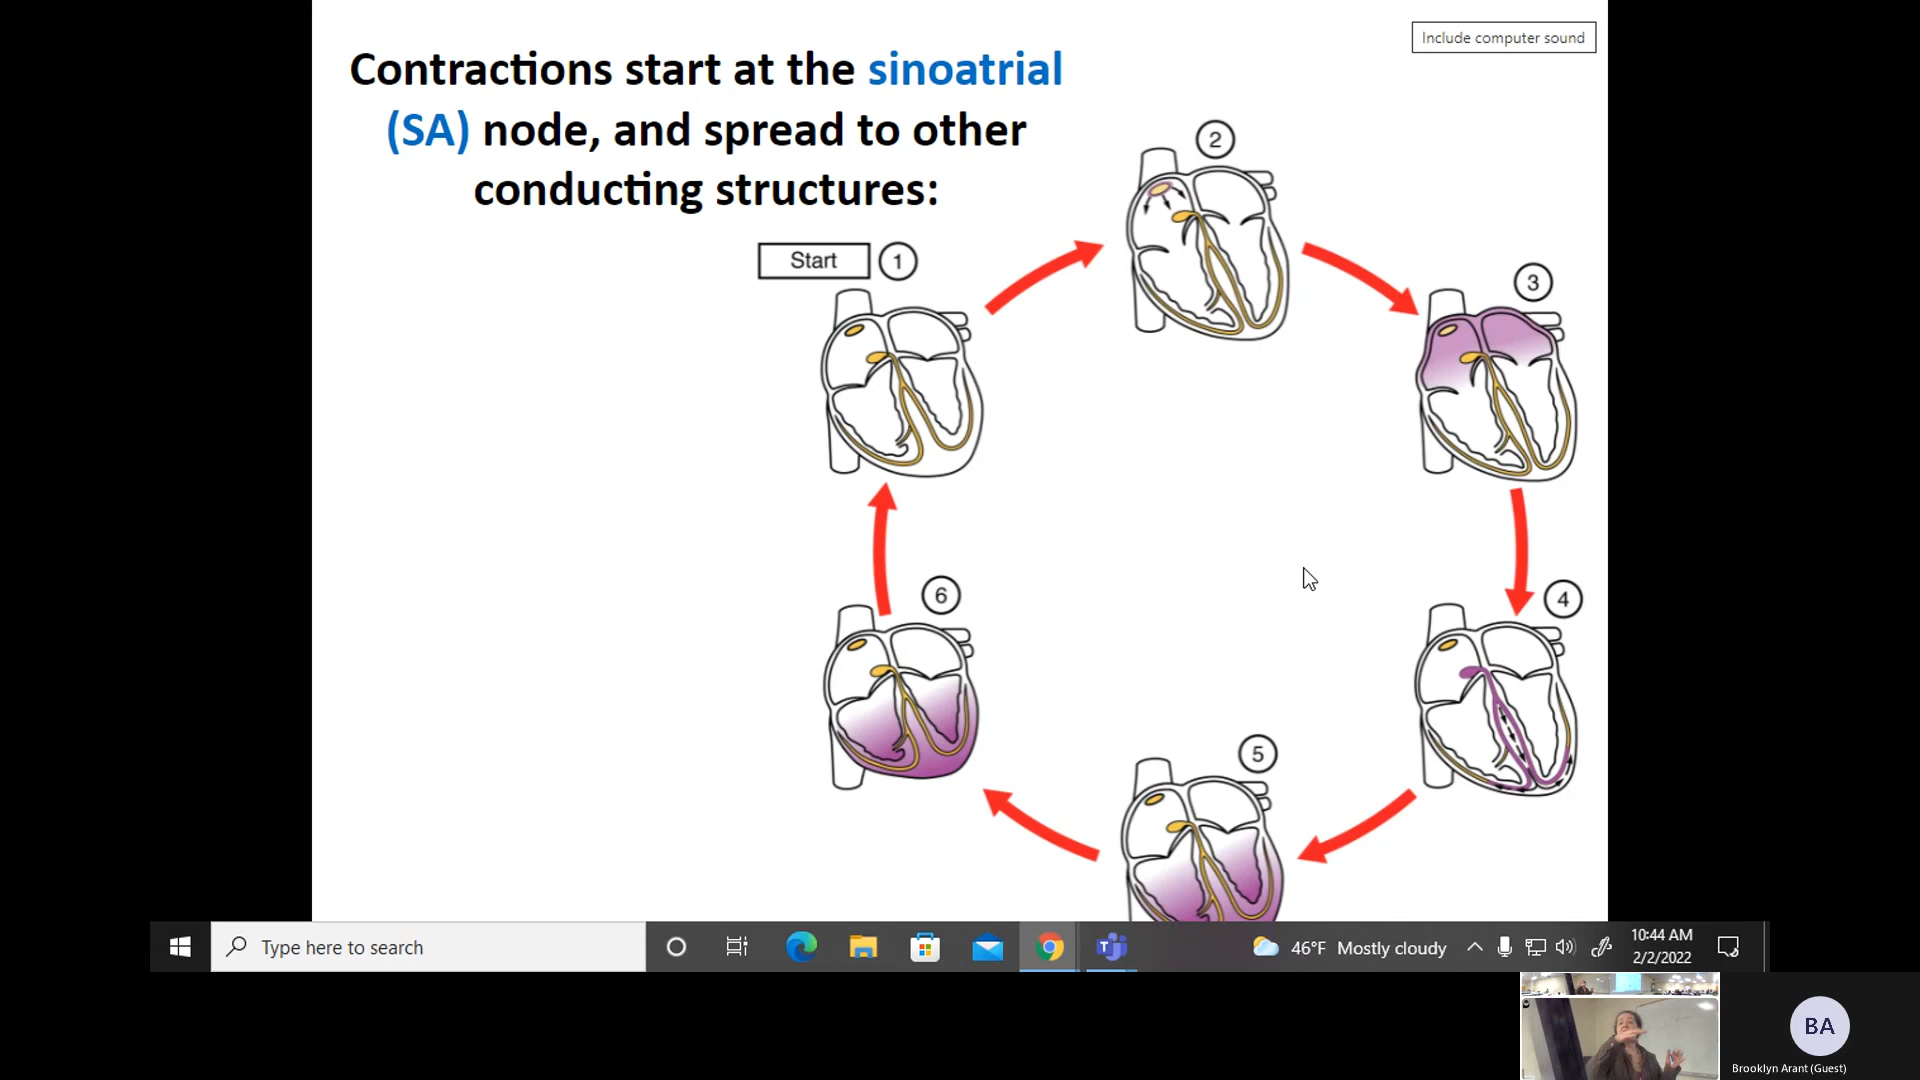 Include computer sound
Contractions start at the sinoatrial
(SA) node, and spread to other
conducting structures:
2
Start 1
3
6
4
5
Type here to search
46°F Mostly cloudy
10:44 AM
2/2/2022
BA
Brooklyn Arant (Guest)